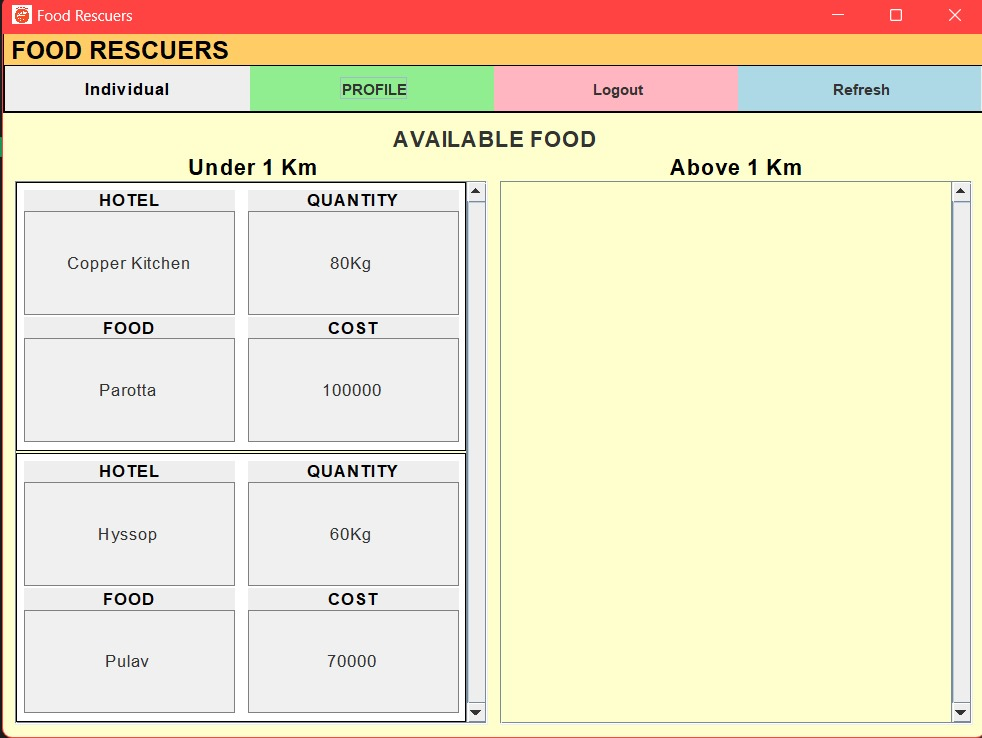 Food Rescuers
FOOD RESCUERS
Individual PROFILE Logout Refresh
AVAILABLE FOOD
Under 1 Km Above 1 Km
HOTEL QUANTITY
Copper Kitchen 80Kg
FOOD COST
Parotta 100000
HOTEL QUANTITY
Hyssop 60Kg
FOOD COST
Pulav 70000